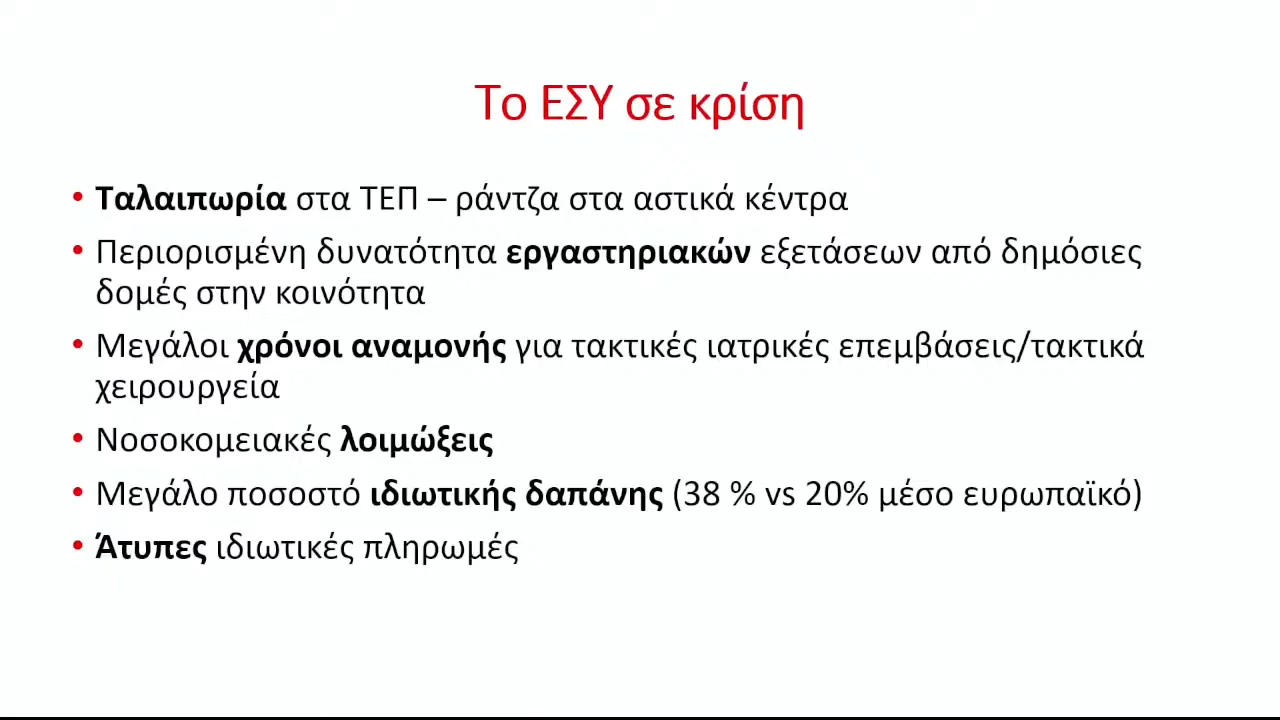 Το ΕΣΥ σε κρίση
• Ταλαιπωρία στα ΤΕΠ – ράντζα στα αστικά κέντρα
• Περιορισμένη δυνατότητα εργαστηριακών εξετάσεων από δημόσιες
δομές στην κοινότητα
• Μεγάλοι χρόνοι αναμονής για τακτικές ιατρικές επεμβάσεις/τακτικά
χειρουργεία
• Νοσοκομειακές λοιμώξεις
• Μεγάλο ποσοστό ιδιωτικής δαπάνης (38 % vs 20% μέσο ευρωπαϊκό)
• Άτυπες ιδιωτικές πληρωμές